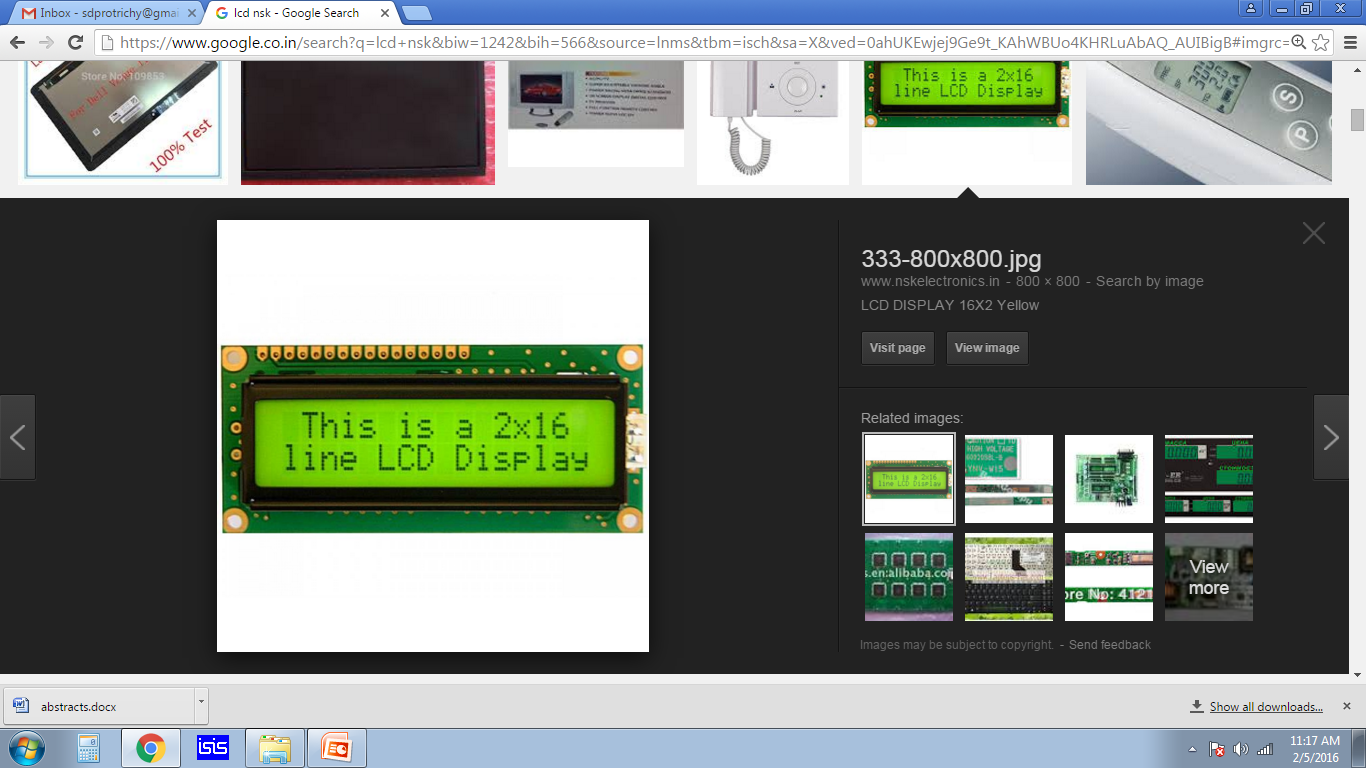 Inbox - sdprotrichy@gmai
lcd nsk - Google Search
https://www.google.co.in/search?q=lcd+nsk&biw=1242&bih=566&source=lnms&tbm=isch&sa=X&ved=0ahUKEwjej9Ge9t_KAhWBUo4KHRLuAbAQ_AUIBigB#imgrc=
Store No: 109853
100% Test
This is a 2x16
line LCD Display
S
P
333-800x800.jpg
www.nskelectronics.in - 800 × 800 - Search by image
LCD DISPLAY 16X2 Yellow
Visit page
View image
This is a 2x16
line LCD Display
Related images:
This is a 2x16
line LCD Display
HIGH VOLTAGE
YNV-W15
s.en:alibaba.co
View
more
Images may be subject to copyright. - Send feedback
abstracts.docx
Show all downloads...
isis
11:17 AM
2/5/2016